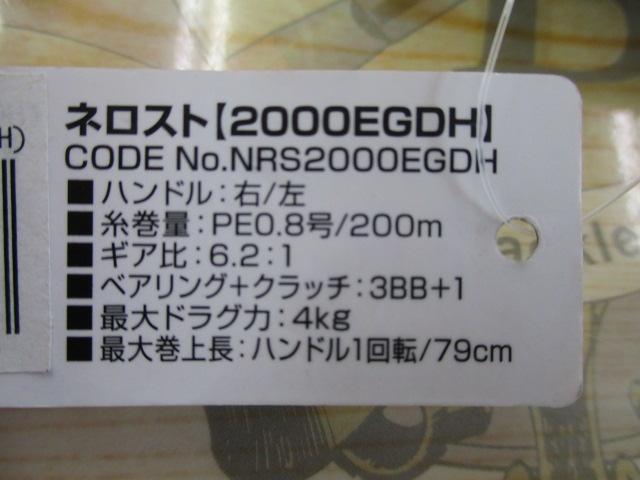 ネロスト【2000EGDH】
CODE No.NRS2000EGDH
■ハンドル:右/左
■糸巻量:PE0.8号/200m
■ギア比:6.2:1
■ベアリング+クラッチ:3BB+1
■最大ドラグ力:4kg
■最大巻上長:ハンドル1回転/79cm
H)
ackle